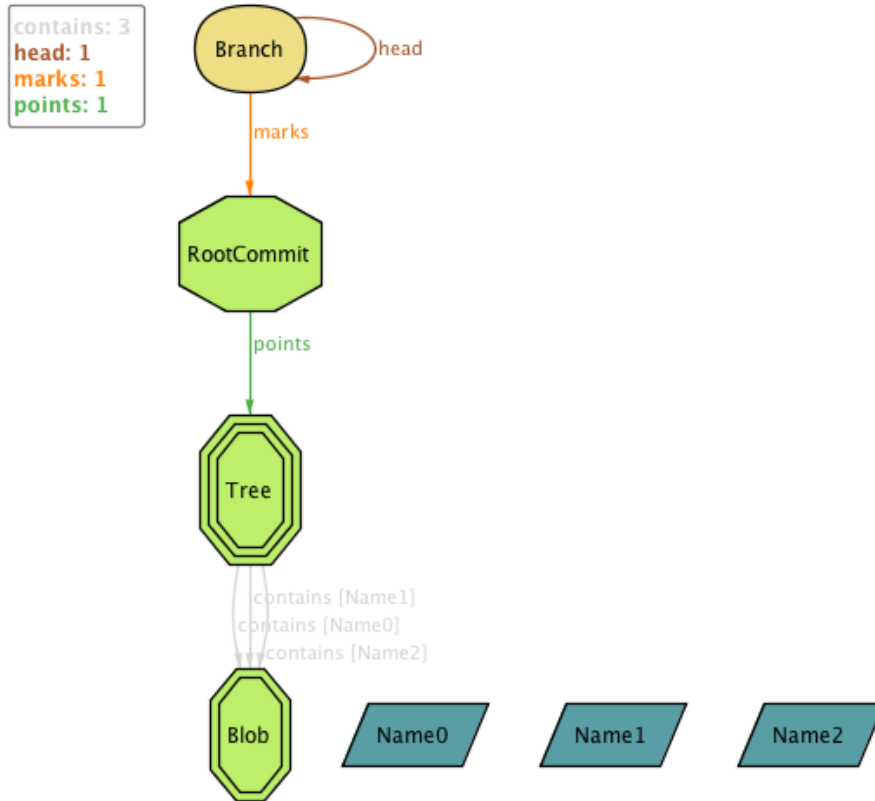 contains: 3
head: 1
marks: 1
points: 1
Branch
head
marks
RootCommit
points
Tree
contains [Name1]
contains [Name0]
contains [Name2]
Blob
Name0
Name1
Name2